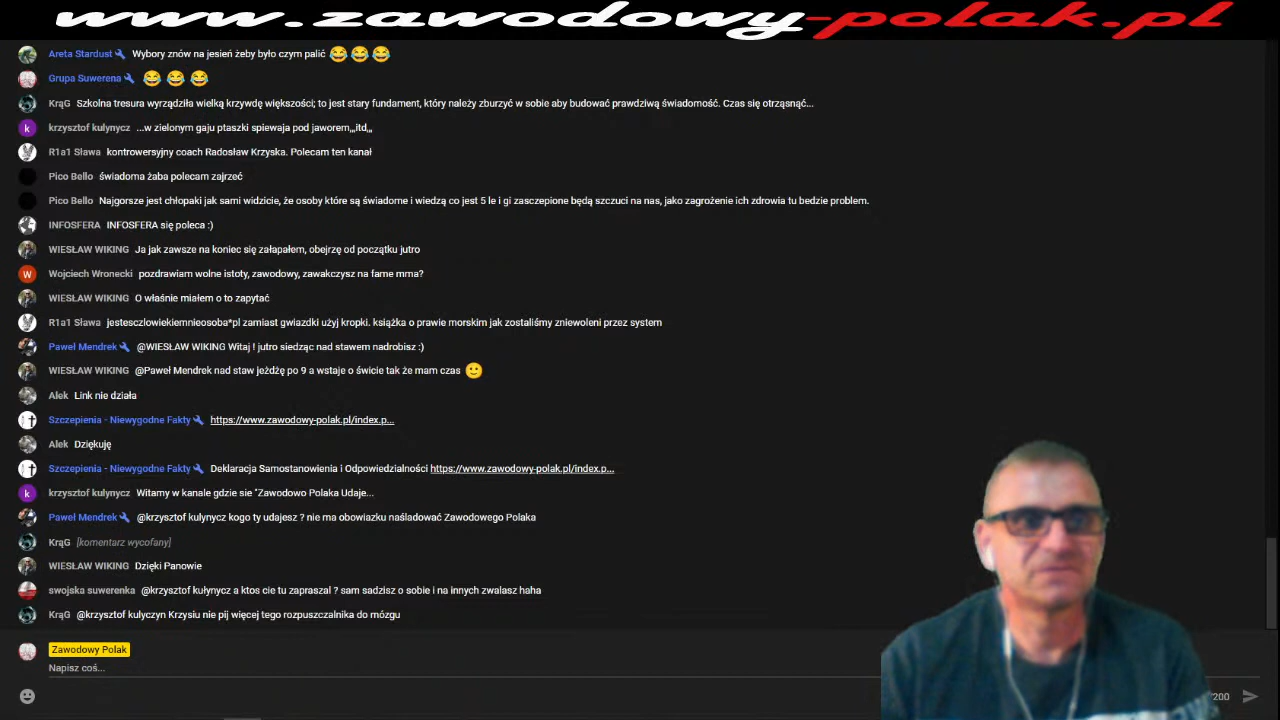 www.zawodowy-polak.pl
Areta Stardust Wybory znów na jesień żeby było czym palić 😂 😂 😂
Grupa Suwerena 😂 😂 😂
KrąG Szkolna tresura wyrządziła wielką krzywdę większości; to jest stary fundament, który należy zburzyć w sobie aby budować prawdziwą świadomość. Czas się otrząsnąć...
krzysztof kulynycz ...w zielonym gaju ptaszki spiewaja pod jaworem,,,itd,,,
R1a1 Sława kontrowersyjny coach Radosław Krzyska. Polecam ten kanał
Pico Bello świadoma żaba polecam zajrzeć
Pico Bello Najgorsze jest chłopaki jak sami widzicie, że osoby które są świadome i wiedzą co jest 5 le i gi zasczepione będą szczuci na nas, jako zagrożenie ich zdrowia tu bedzie problem.
INFOSFERA INFOSFERA się poleca :)
WIESŁAW WIKING Ja jak zawsze na koniec się załapałem, obejrzę od początku jutro
W Wojciech Wronecki pozdrawiam wolne istoty, zawodowy, zawakczysz na fame mma?
WIESŁAW WIKING O właśnie miałem o to zapytać
R1a1 Sława jestesczlowiekiemnieosoba*pl zamiast gwiazdki użyj kropki. książka o prawie morskim jak zostaliśmy zniewoleni przez system
Paweł Mendrek @WIESŁAW WIKING Witaj ! jutro siedząc nad stawem nadrobisz :)
WIESŁAW WIKING @Paweł Mendrek nad staw jeżdżę po 9 a wstaje o świcie tak że mam czas 🙂
Alek Link nie działa
Szczepienia - Niewygodne Fakty https://www.zawodowy-polak.pl/index.p...
Alek Dziękuję
Szczepienia - Niewygodne Fakty Deklaracja Samostanowienia i Odpowiedzialności https://www.zawodowy-polak.pl/index.p...
k krzysztof kulynycz Witamy w kanale gdzie sie "Zawodowo Polaka Udaje...
Paweł Mendrek @krzysztof kulynycz kogo ty udajesz ? nie ma obowiazku naśladować Zawodowego Polaka
KrąG [komentarz wycofany]
WIESŁAW WIKING Dzięki Panowie
swojska suwerenka @krzysztof kułynycz a ktos cie tu zapraszal ? sam sadzisz o sobie i na innych zwalasz haha
KrąG @krzysztof kulyczyn Krzysiu nie pij więcej tego rozpuszczalnika do mózgu
Zawodowy Polak
Napisz coś...
/200